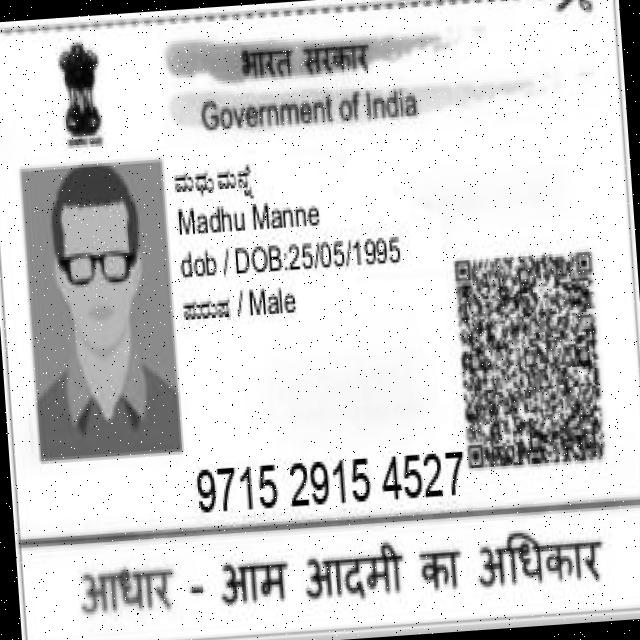 भारत सरकार
Government of India
ಮಧು ಮನ್ನೆ
Madhu Manne
dob / DOB:25/05/1995
ಪುರುಷ / Male
9715 2915 4527
आधार - आम आदमी का अधिकार